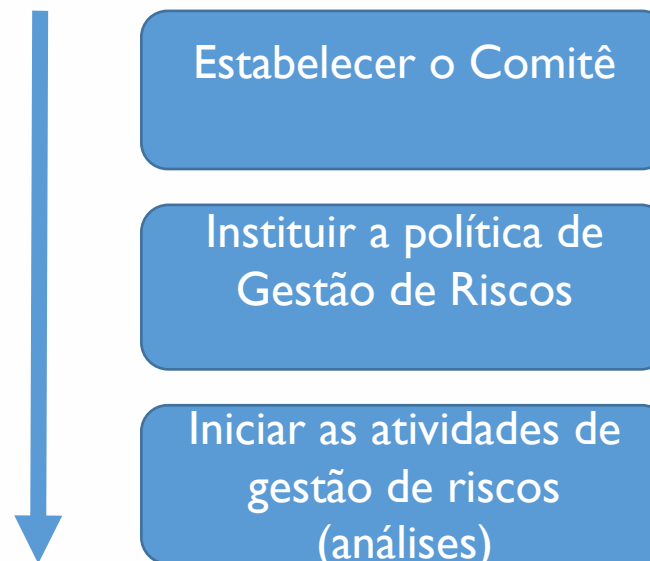 Estabelecer o Comitê
Instituir a política de
Gestão de Riscos
Iniciar as atividades de
gestão de riscos
(análises)